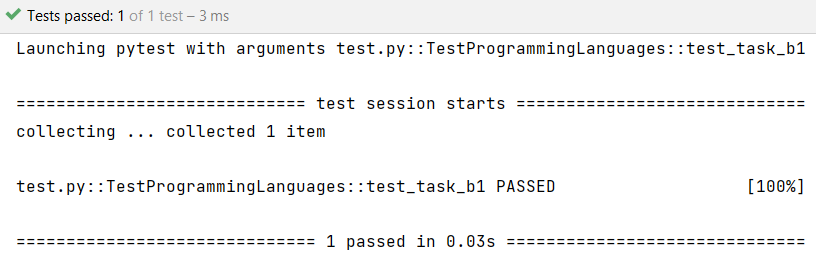 Tests passed: 1 of 1 test – 3 ms
Launching pytest with arguments test.py::TestProgrammingLanguages::test_task_b1
============================= test session starts =============================
collecting ... collected 1 item
test.py::TestProgrammingLanguages::test_task_b1 PASSED                   [100%]
============================== 1 passed in 0.03s ==============================